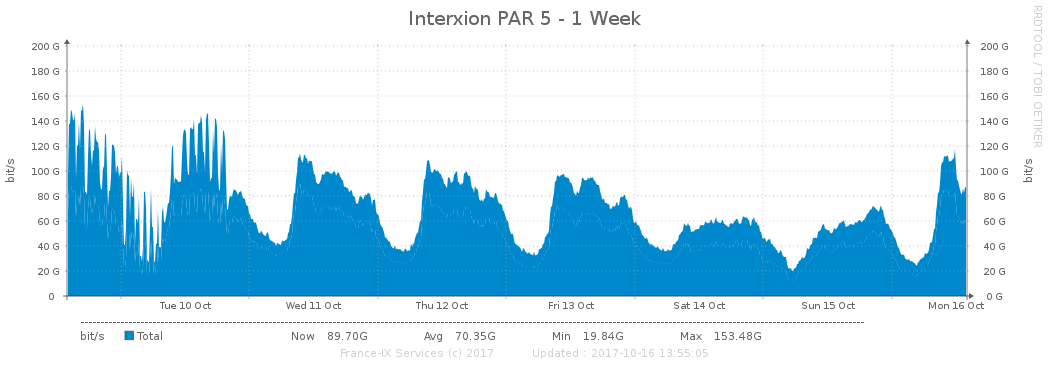 Interxion PAR 5 - 1 Week
RRDTOOL / TOBI OETIKER
bit/s
200 G 200 G
180 G 180 G
160 G 160 G
140 G 140 G
120 G 120 G
100 G 100 G
80 G 80 G
60 G 60 G
40 G 40 G
20 G 20 G
0 0 G
bit/s
Tue 10 Oct Wed 11 Oct Thu 12 Oct Fri 13 Oct Sat 14 Oct Sun 15 Oct Mon 16 Oct
bit/s Total Now 89.70G Avg 70.35G Min 19.84G Max 153.48G
France-IX Services (c) 2017 Updated : 2017-10-16 13:55:05